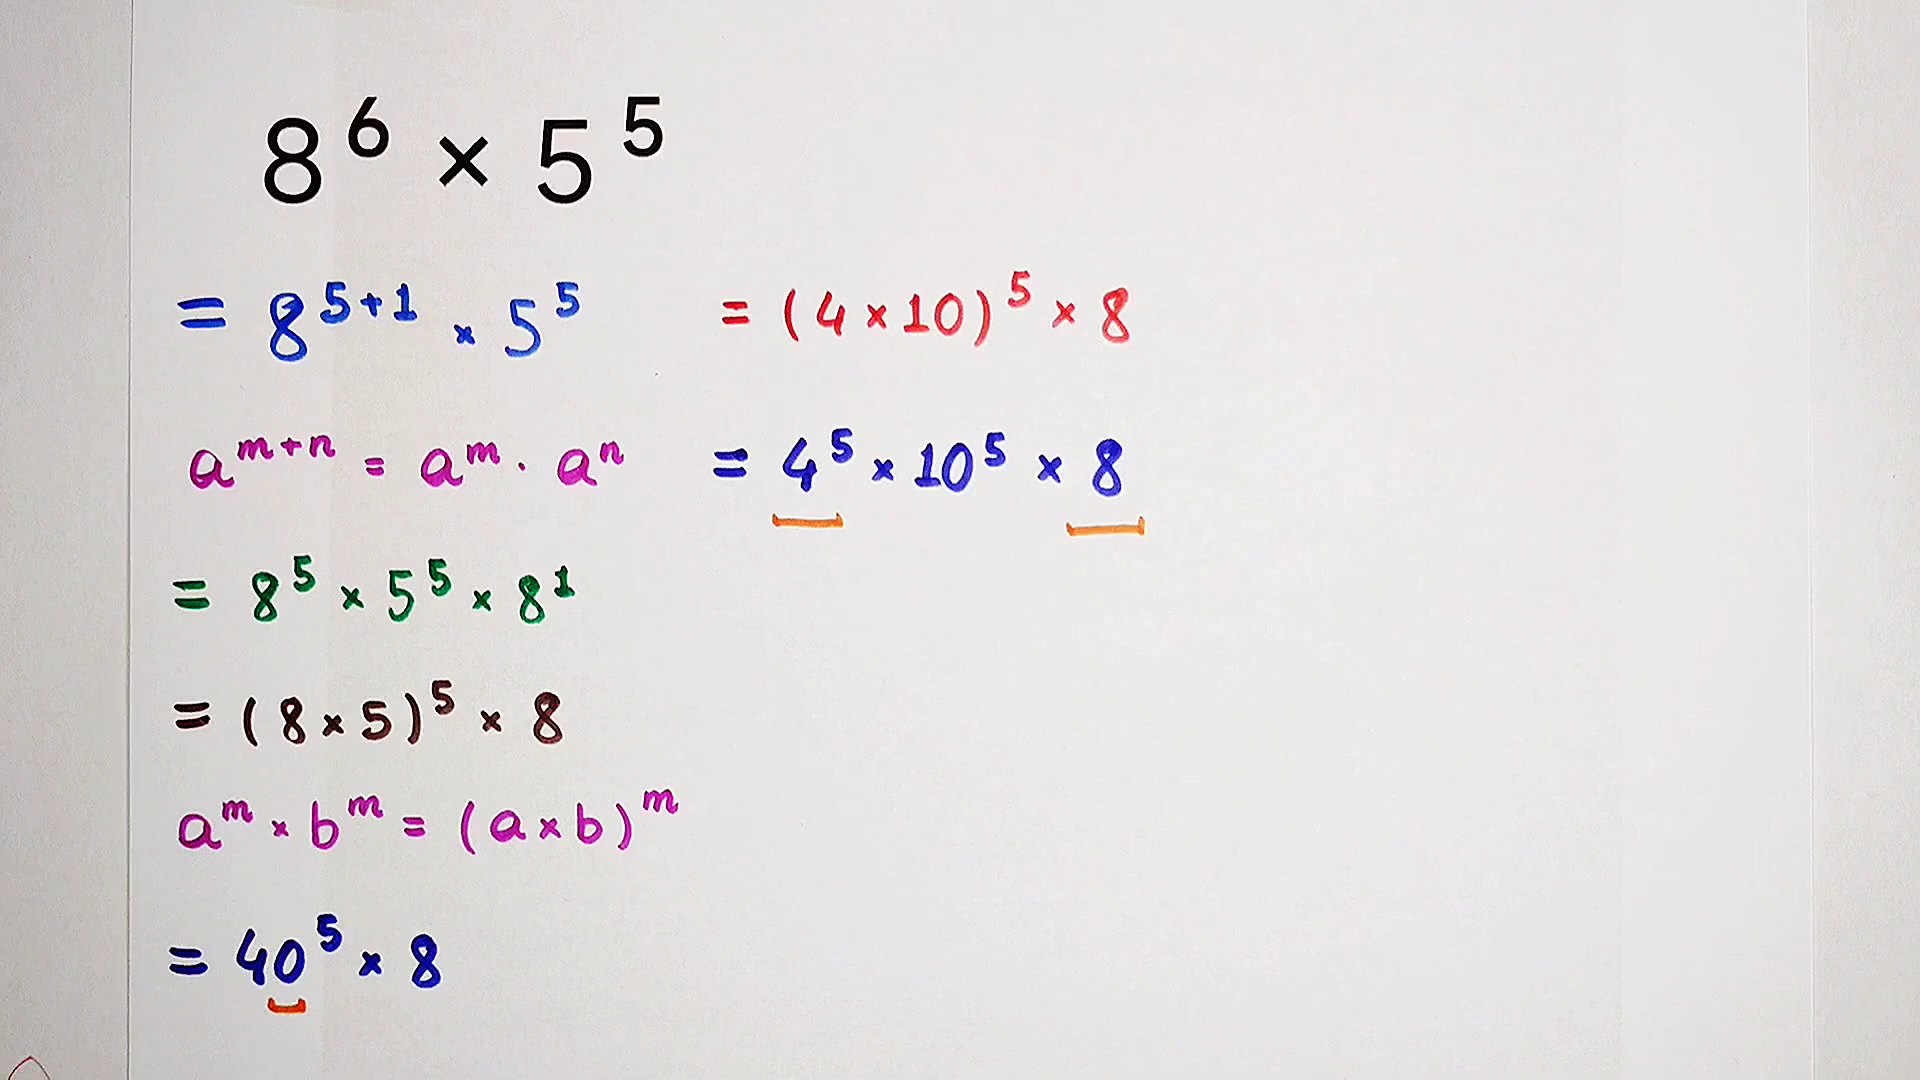 8⁶ × 5⁵
= 8⁵⁺¹ × 5⁵
aᵐ⁺ⁿ = aᵐ · aⁿ
= 8⁵ × 5⁵ × 8¹
= (8 × 5)⁵ × 8
aᵐ × bᵐ = (a × b)ᵐ
= 40⁵ × 8
= (4 × 10)⁵ × 8
= 4⁵ × 10⁵ × 8